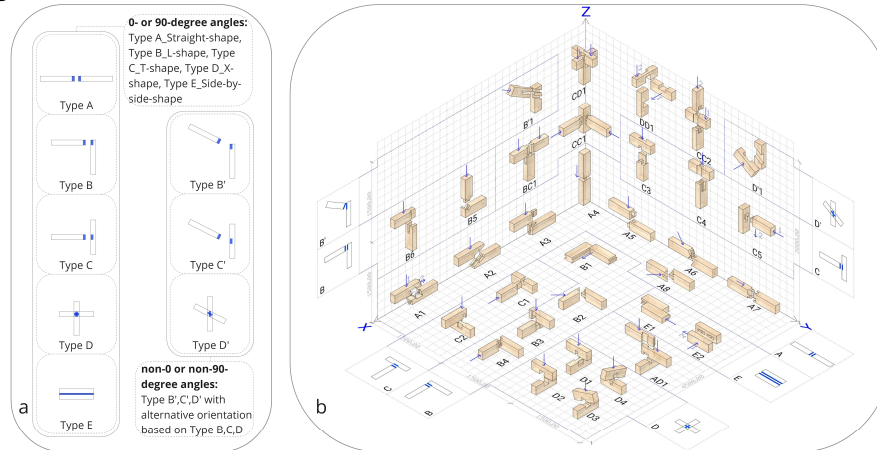 0- or 90-degree angles:
Type A_Straight-shape,
Type B_L-shape, Type
C_T-shape, Type D_X-
shape, Type E_Side-by-
side-shape
Type A
Type B
Type C
Type D
Type E
Type B'
Type C'
Type D'
non-0 or non-90-
degree angles:
Type B',C',D' with
alternative orientation
based on Type B,C,D
a
b
Z
X
Y
CD1
B'1
DD1
CC2
D'1
CC1
BC1
C3
C4
C5
B5
B6
A4
A3
A2
A1
A5
A6
A7
A8
B1
B2
B3
B4
C1
C2
E1
E2
D1
D2
D3
D4
AD1
B'
B
D'
C
C
B
A
E
D